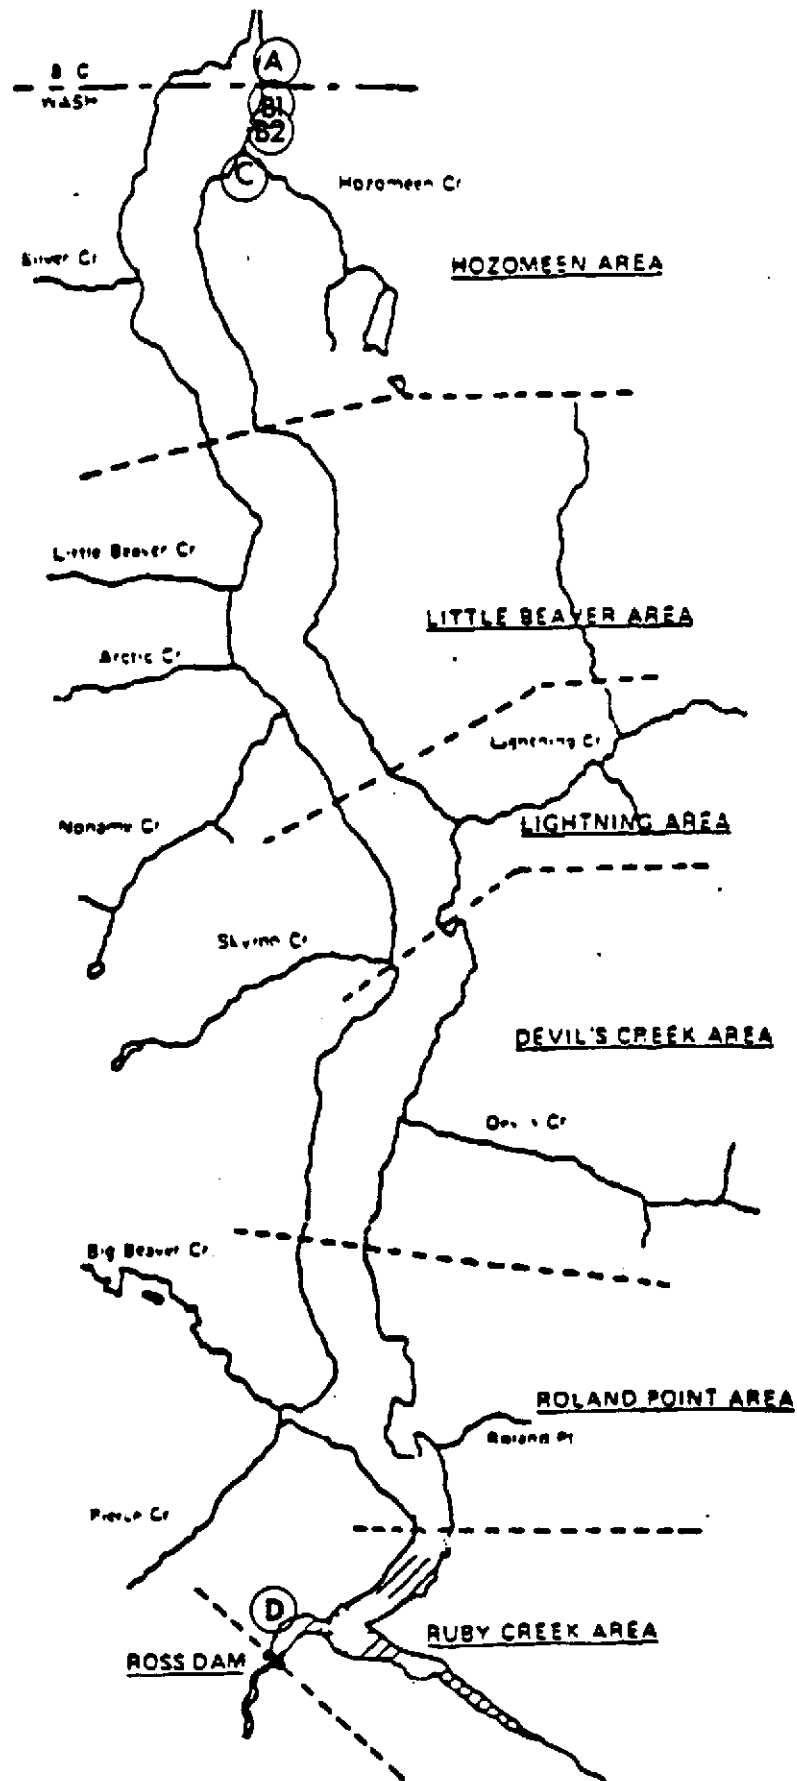 A
B C
WASH
B1
B2
C
Hozomeen Cr
Silver Cr
HOZOMEEN AREA
Little Beaver Cr
LITTLE BEAVER AREA
Arctic Cr
Lightning Cr
Noname Cr
LIGHTNING AREA
Skymo Cr
DEVIL'S CREEK AREA
Devils Cr
Big Beaver Cr
ROLAND POINT AREA
Roland Pt
Pierce Cr
D
RUBY CREEK AREA
ROSS DAM